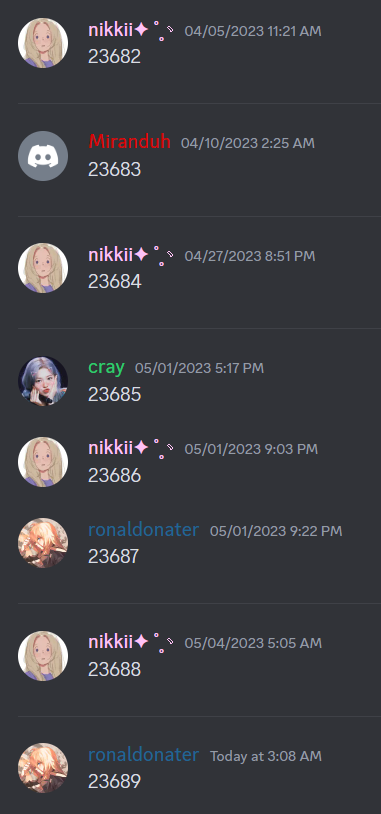 nikkii✦ ˚ ༘ 04/05/2023 11:21 AM
23682
Miranduh 04/10/2023 2:25 AM
23683
nikkii✦ ˚ ༘ 04/27/2023 8:51 PM
23684
cray 05/01/2023 5:17 PM
23685
nikkii✦ ˚ ༘ 05/01/2023 9:03 PM
23686
ronaldonater 05/01/2023 9:22 PM
23687
nikkii✦ ˚ ༘ 05/04/2023 5:05 AM
23688
ronaldonater Today at 3:08 AM
23689